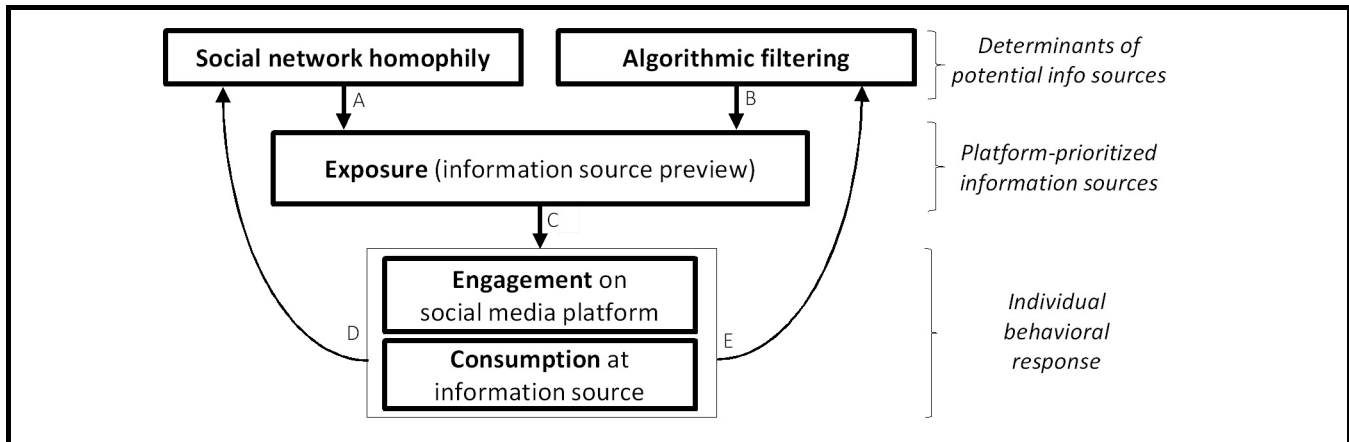 Social network homophily
Algorithmic filtering
Determinants of
potential info sources
A
B
Exposure (information source preview)
Platform-prioritized
information sources
C
Engagement on
social media platform
Consumption at
information source
D
E
Individual
behavioral
response